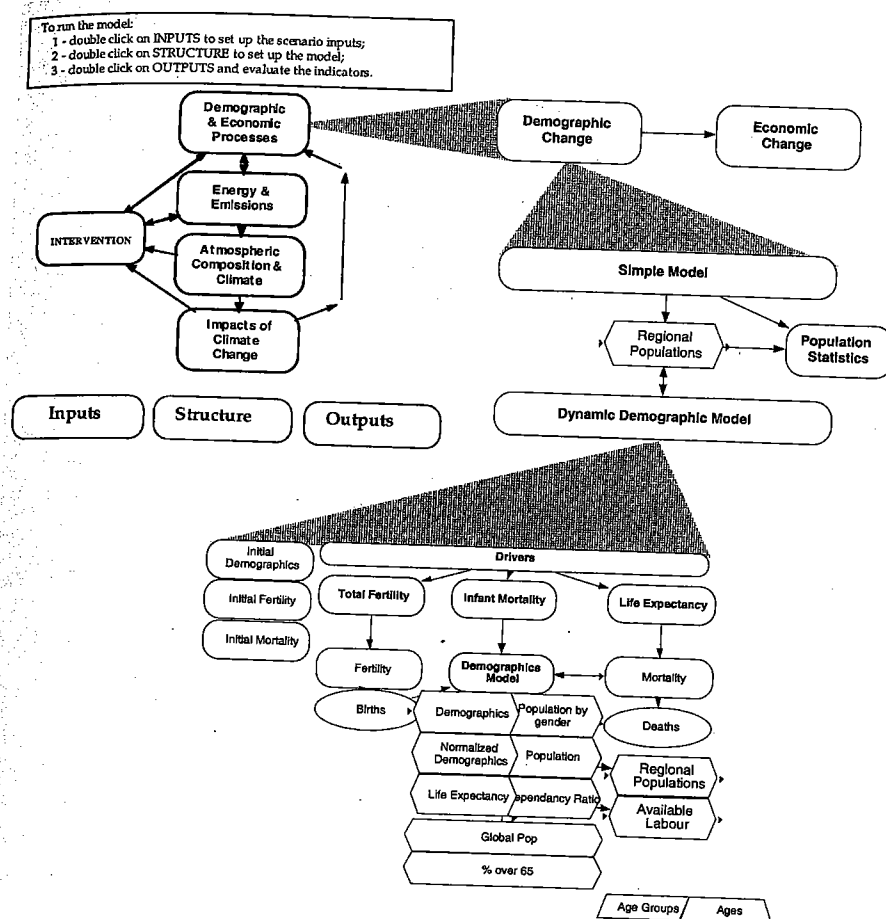 To run the model:
1 - double click on INPUTS to set up the scenario inputs;
2 - double click on STRUCTURE to set up the model;
3 - double click on OUTPUTS and evaluate the indicators.
Demographic
& Economic
Processes
Demographic
Change
Economic
Change
Energy &
Emissions
INTERVENTION
Atmospheric
Composition &
Climate
Impacts of
Climate
Change
Simple Model
Regional
Populations
Population
Statistics
Inputs
Structure
Outputs
Dynamic Demographic Model
Initial
Demographics
Drivers
Initial Fertility
Total Fertility
Infant Mortality
Life Expectancy
Initial Mortality
Fertility
Demographics
Model
Mortality
Births
Demographics
Population by
gender
Deaths
Normalized
Demographics
Population
Regional
Populations
Life Expectancy
ependancy Ratio
Available
Labour
Global Pop
% over 65
Age Groups
Ages